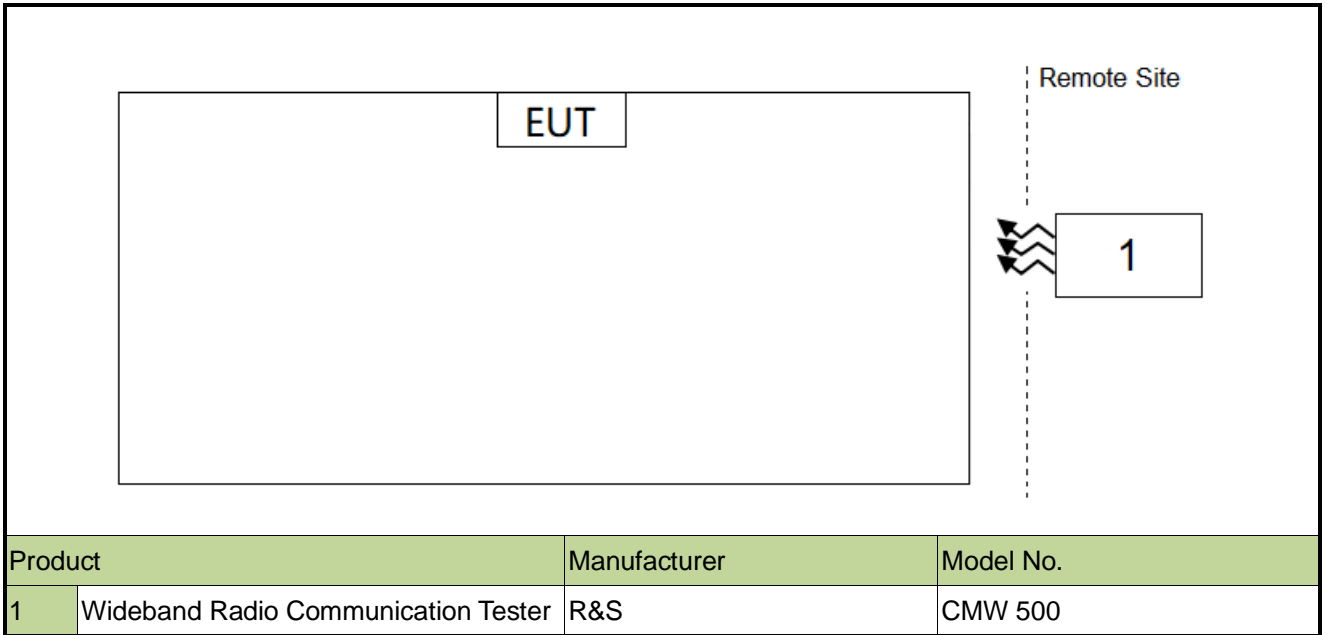 Remote Site
EUT
1
Product Manufacturer Model No.
1 Wideband Radio Communication Tester R&S CMW 500